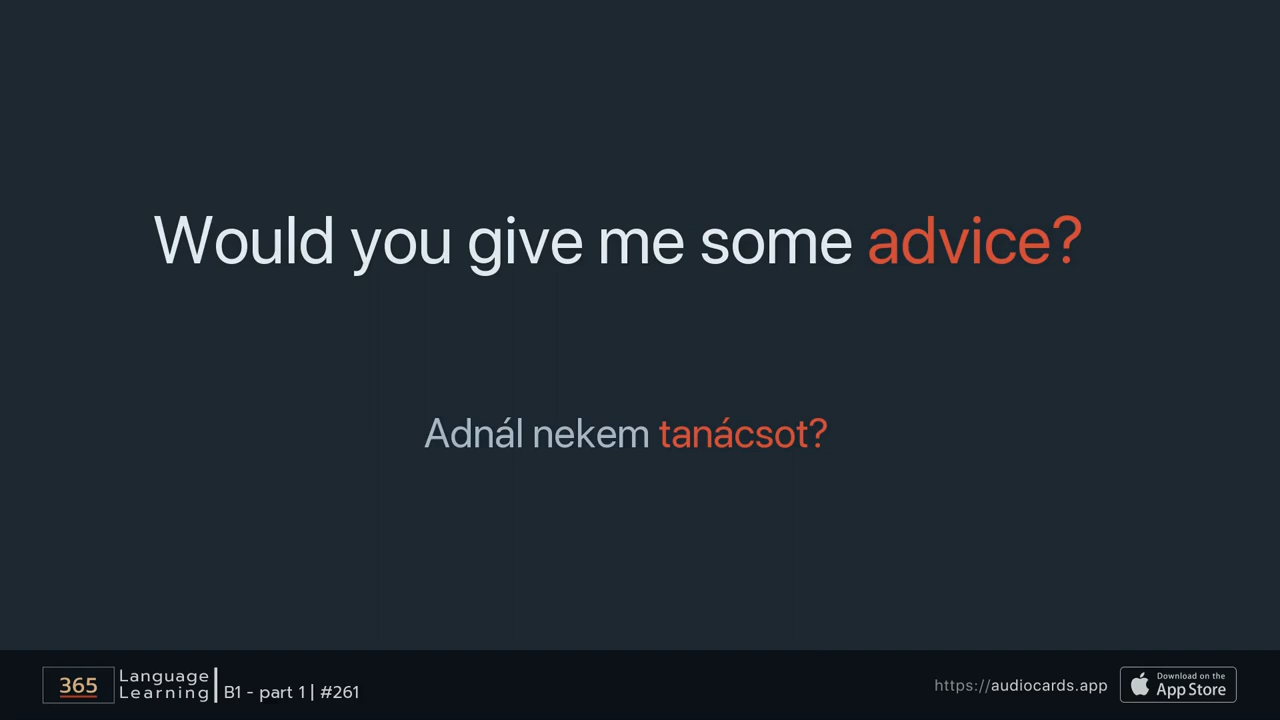 Would you give me some advice?
Adnál nekem tanácsot?
365
Language
Learning
B1 - part 1 | #261
https://audiocards.app
Download on the
App Store